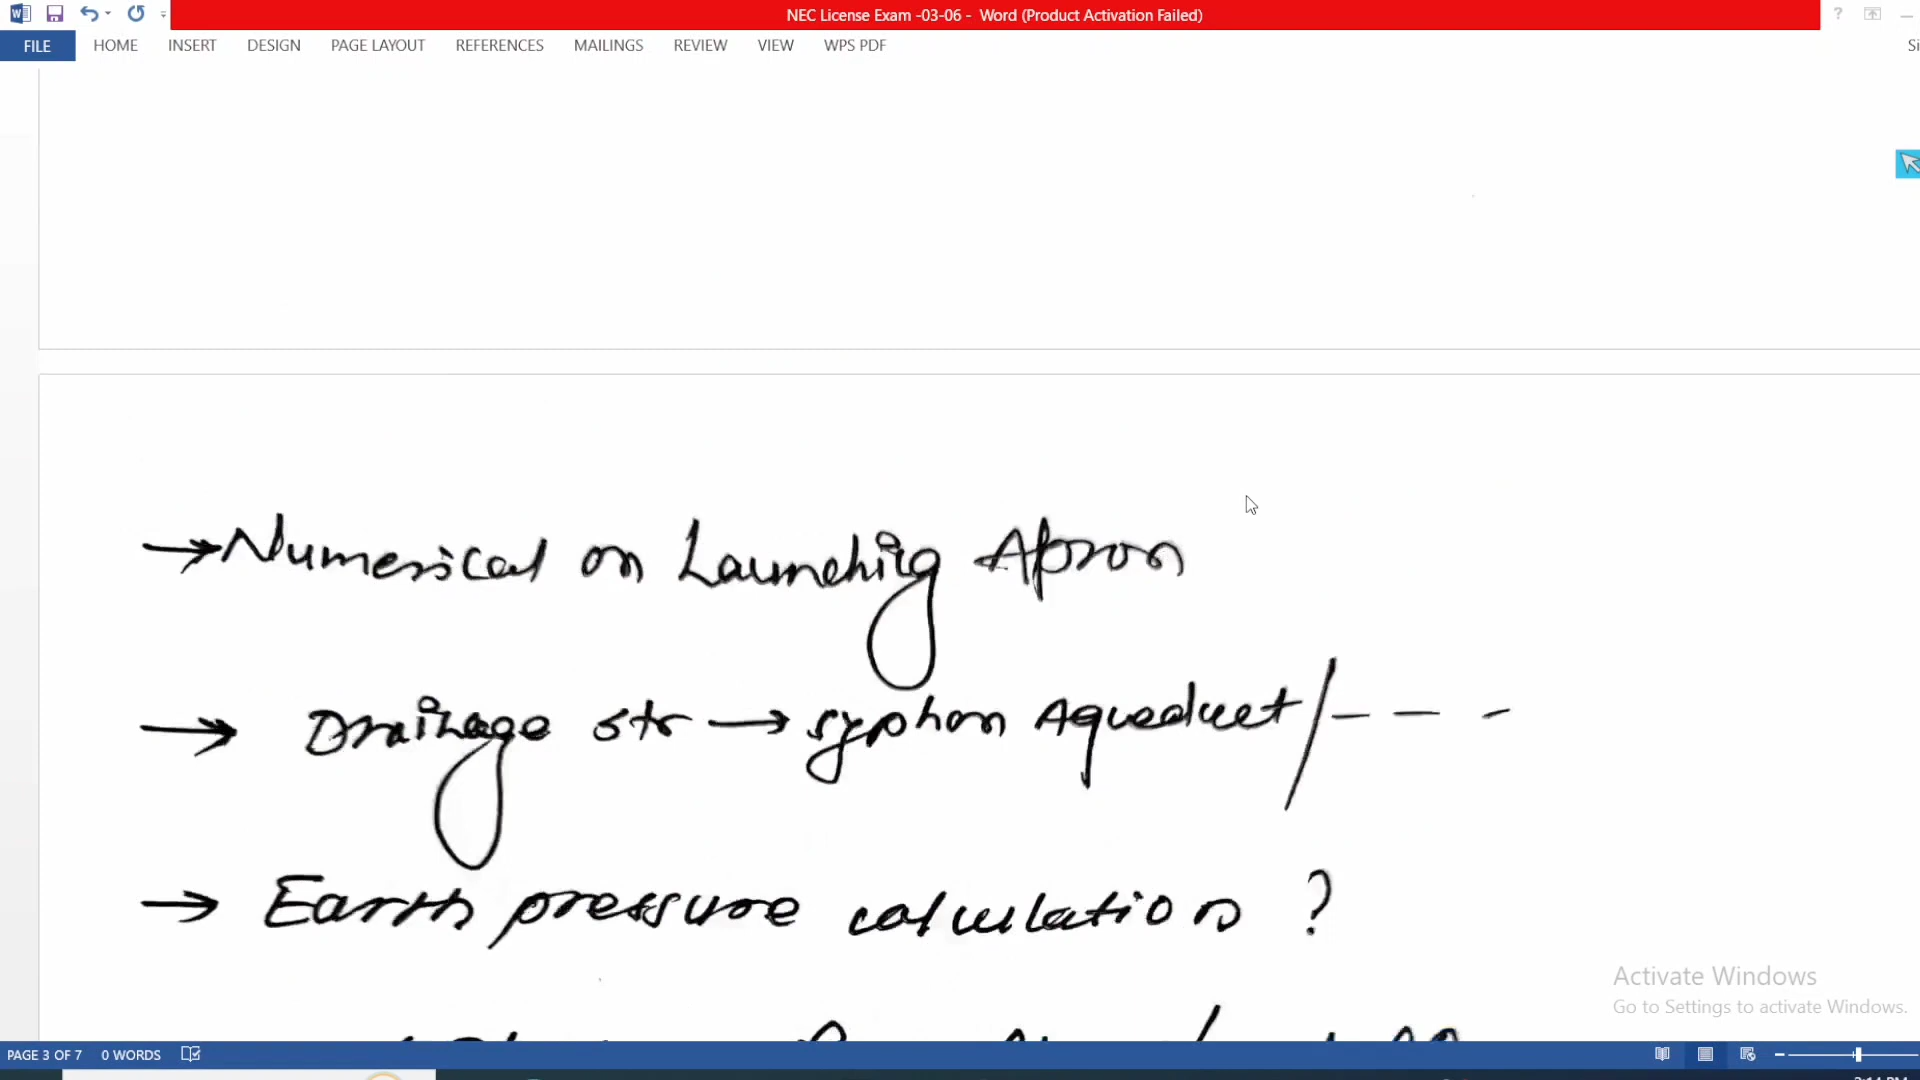 NEC License Exam -03-06 - Word (Product Activation Failed)
FILE HOME INSERT DESIGN PAGE LAYOUT REFERENCES MAILINGS REVIEW VIEW WPS PDF Si
→ Numerical on Launching Apron
→ Drainage str → syphon Aqueduct / - - -
→ Earth pressure calculation ?
Activate Windows
Go to Settings to activate Windows.
PAGE 3 OF 7 0 WORDS